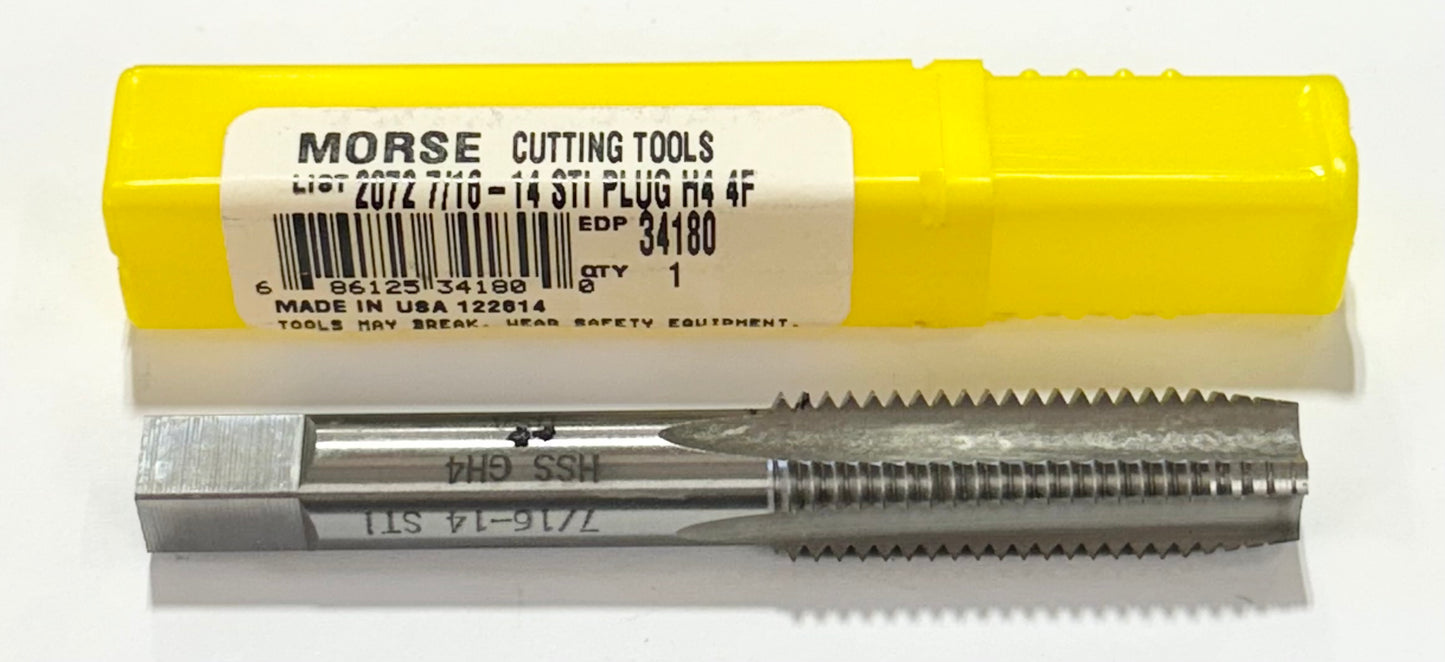 MORSE CUTTING TOOLS
LIST 2072 7/16-14 STI PLUG H4 4F
EDP 34180
QTY 1
6 86125 34180 0
MADE IN USA 122614
TOOLS MAY BREAK. WEAR SAFETY EQUIPMENT.
7/16-14 STI
HSS GH4